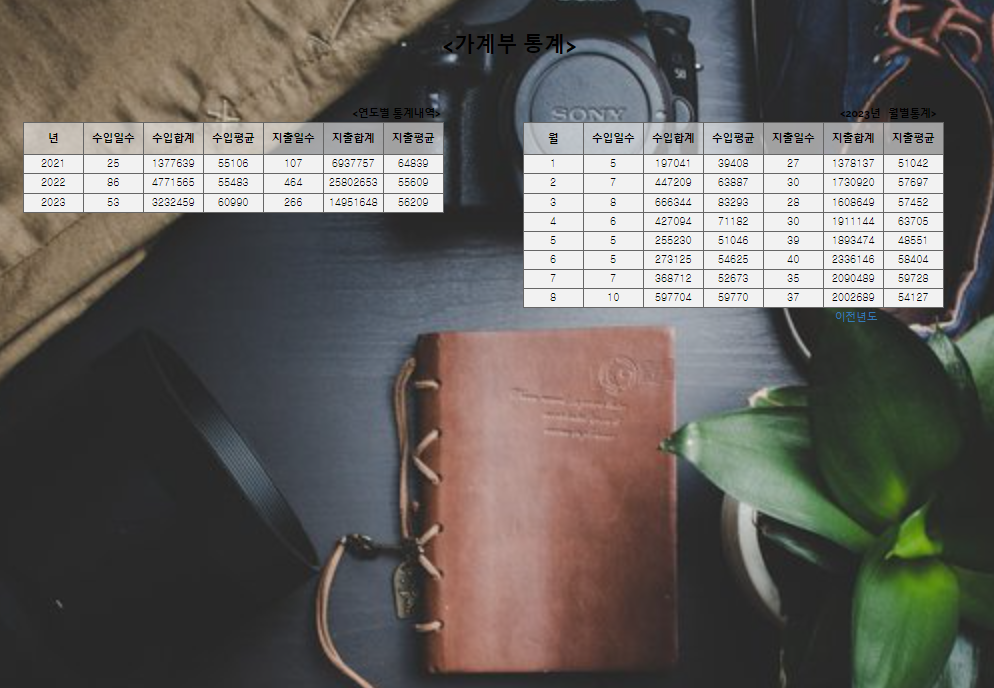 <가계부 통계>
<연도별 통계내역>
년 수입일수 수입합계 수입평균 지출일수 지출합계 지출평균
2021 25 1377639 55106 107 6937757 64839
2022 86 4771565 55483 464 25802653 55609
2023 53 3232459 60990 266 14951648 56209
<2023년 월별통계>
월 수입일수 수입합계 수입평균 지출일수 지출합계 지출평균
1 5 197041 39408 27 1378137 51042
2 7 447209 63887 30 1730920 57697
3 8 666344 83293 28 1608649 57452
4 6 427094 71182 30 1911144 63705
5 5 255230 51046 39 1893474 48551
6 5 273125 54625 40 2336146 58404
7 7 368712 52673 35 2090489 59728
8 10 597704 59770 37 2002689 54127
이전년도
SONY